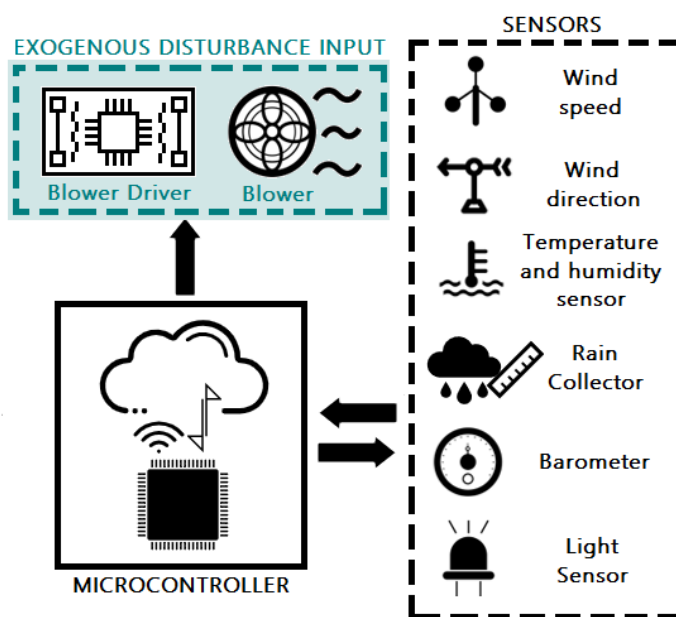 SENSORS
EXOGENOUS DISTURBANCE INPUT
Blower Driver
Blower
Wind
speed
Wind
direction
Temperature
and humidity
sensor
Rain
Collector
Barometer
Light
Sensor
MICROCONTROLLER